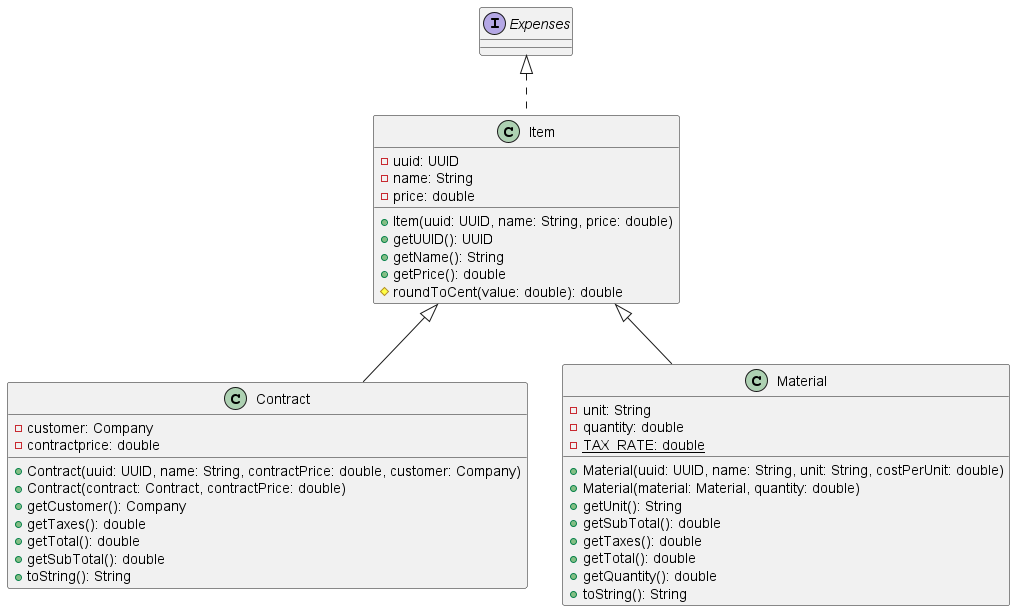 I Expenses
C Item
uuid: UUID
name: String
price: double
Item(uuid: UUID, name: String, price: double)
getUUID(): UUID
getName(): String
getPrice(): double
roundToCent(value: double): double
C Contract
customer: Company
contractprice: double
Contract(uuid: UUID, name: String, contractPrice: double, customer: Company)
Contract(contract: Contract, contractPrice: double)
getCustomer(): Company
getTaxes(): double
getTotal(): double
getSubTotal(): double
toString(): String
C Material
unit: String
quantity: double
TAX_RATE: double
Material(uuid: UUID, name: String, unit: String, costPerUnit: double)
Material(material: Material, quantity: double)
getUnit(): String
getSubTotal(): double
getTaxes(): double
getTotal(): double
getQuantity(): double
toString(): String